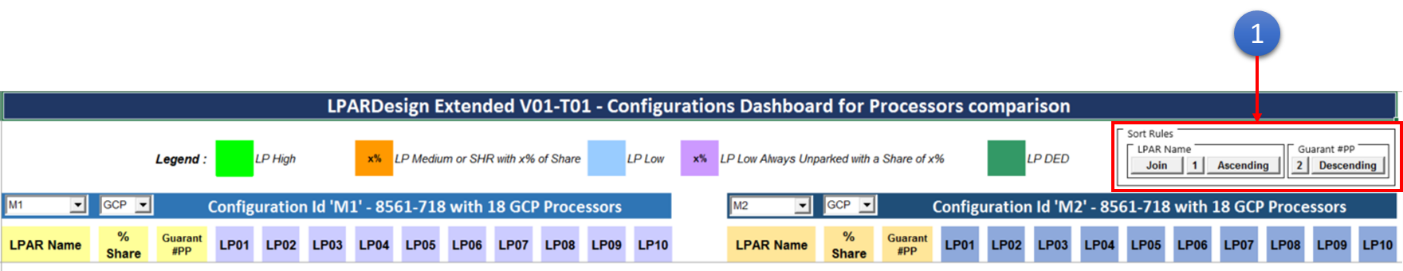 1
LPARDesign Extended V01-T01 - Configurations Dashboard for Processors comparison
Sort Rules
LPAR Name
Guarant #PP
Join 1 Ascending 2 Descending
Legend : LP High x% LP Medium or SHR with x% of Share LP Low x% LP Low Always Unparked with a Share of x% LP DED
M1 GCP Configuration Id 'M1' - 8561-718 with 18 GCP Processors
M2 GCP Configuration Id 'M2' - 8561-718 with 18 GCP Processors
LPAR Name % Share Guarant #PP LP01 LP02 LP03 LP04 LP05 LP06 LP07 LP08 LP09 LP10
LPAR Name % Share Guarant #PP LP01 LP02 LP03 LP04 LP05 LP06 LP07 LP08 LP09 LP10